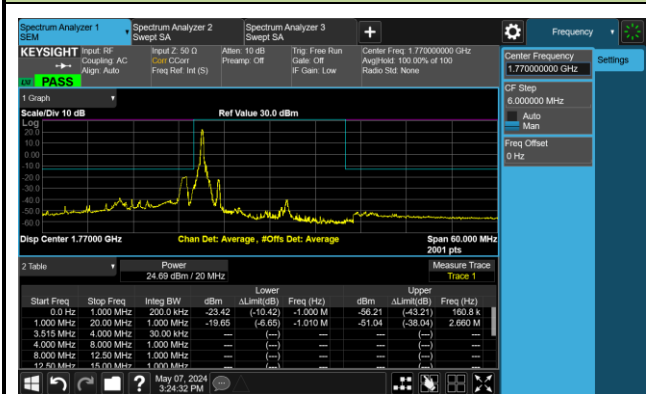 Spectrum Analyzer 1
SEM
Spectrum Analyzer 2
Swept SA
Spectrum Analyzer 3
Swept SA
+
Frequency
KEYSIGHT
Input: RF
Coupling: AC
Align: Auto
Input Z: 50 Ω
Corr CCorr
Freq Ref: Int (S)
Atten: 10 dB
Preamp: Off
Trig: Free Run
Gate: Off
IF Gain: Low
Center Freq: 1.770000000 GHz
Avg|Hold: 100.00% of 100
Radio Std: None
PASS
Center Frequency
1.770000000 GHz
Settings
CF Step
6.000000 MHz
Auto
Man
Freq Offset
0 Hz
1 Graph
Scale/Div 10 dB
Ref Value 30.0 dBm
Log
20.0
10.0
0.00
-10.0
-20.0
-30.0
-40.0
-50.0
-60.0
Disp Center 1.77000 GHz
Chan Det: Average, #Offs Det: Average
Span 60.000 MHz
2001 pts
2 Table
Power
24.69 dBm / 20 MHz
Measure Trace
Trace 1
Lower Upper
Start Freq Stop Freq Integ BW dBm ΔLimit(dB) Freq (Hz) dBm ΔLimit(dB) Freq (Hz)
0.0 Hz 1.000 MHz 200.0 kHz -23.42 (-10.42) -1.000 M -56.21 (-43.21) 160.8 k
1.000 MHz 20.00 MHz 1.000 MHz -19.65 (-6.65) -1.010 M -51.04 (-38.04) 2.660 M
3.515 MHz 4.000 MHz 30.00 kHz --- (---) --- --- (---) ---
4.000 MHz 8.000 MHz 1.000 MHz --- (---) --- --- (---) ---
8.000 MHz 12.50 MHz 1.000 MHz --- (---) --- --- (---) ---
12.50 MHz 15.00 MHz 1.000 MHz --- (---) --- --- (---) ---
?
May 07, 2024
3:24:32 PM